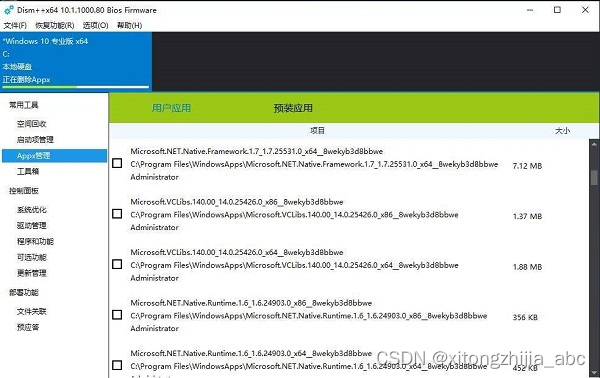 Dism++x64 10.1.1000.80 Bios Firmware
文件(F) 恢复功能(R) 选项(O) 帮助(H)
*Windows 10 专业版 x64
C:
本地硬盘
正在删除Appx
常用工具
空间回收
启动项管理
Appx管理
工具箱
控制面板
系统优化
驱动管理
程序和功能
可选功能
更新管理
部署功能
文件关联
预应答
用户应用 预装应用
项目 大小
Microsoft.NET.Native.Framework.1.7_1.7.25531.0_x64__8wekyb3d8bbwe
C:\Program Files\WindowsApps\Microsoft.NET.Native.Framework.1.7_1.7.25531.0_x64__8wekyb3d8bbwe 7.12 MB
Administrator
Microsoft.VCLibs.140.00_14.0.25426.0_x86__8wekyb3d8bbwe
C:\Program Files\WindowsApps\Microsoft.VCLibs.140.00_14.0.25426.0_x86__8wekyb3d8bbwe 1.37 MB
Administrator
Microsoft.VCLibs.140.00_14.0.25426.0_x64__8wekyb3d8bbwe
C:\Program Files\WindowsApps\Microsoft.VCLibs.140.00_14.0.25426.0_x64__8wekyb3d8bbwe 1.88 MB
Administrator
Microsoft.NET.Native.Runtime.1.6_1.6.24903.0_x86__8wekyb3d8bbwe
C:\Program Files\WindowsApps\Microsoft.NET.Native.Runtime.1.6_1.6.24903.0_x86__8wekyb3d8bbwe 356 KB
Administrator
Microsoft.NET.Native.Runtime.1.6_1.6.24903.0_x64__8wekyb3d8bbwe
C:\Program Files\WindowsApps\Microsoft.NET.Native.Runtime.1.6_1.6.24903.0_x64__8wekyb3d8bbwe 452 KB
CSDN @xitongzhijia_abc